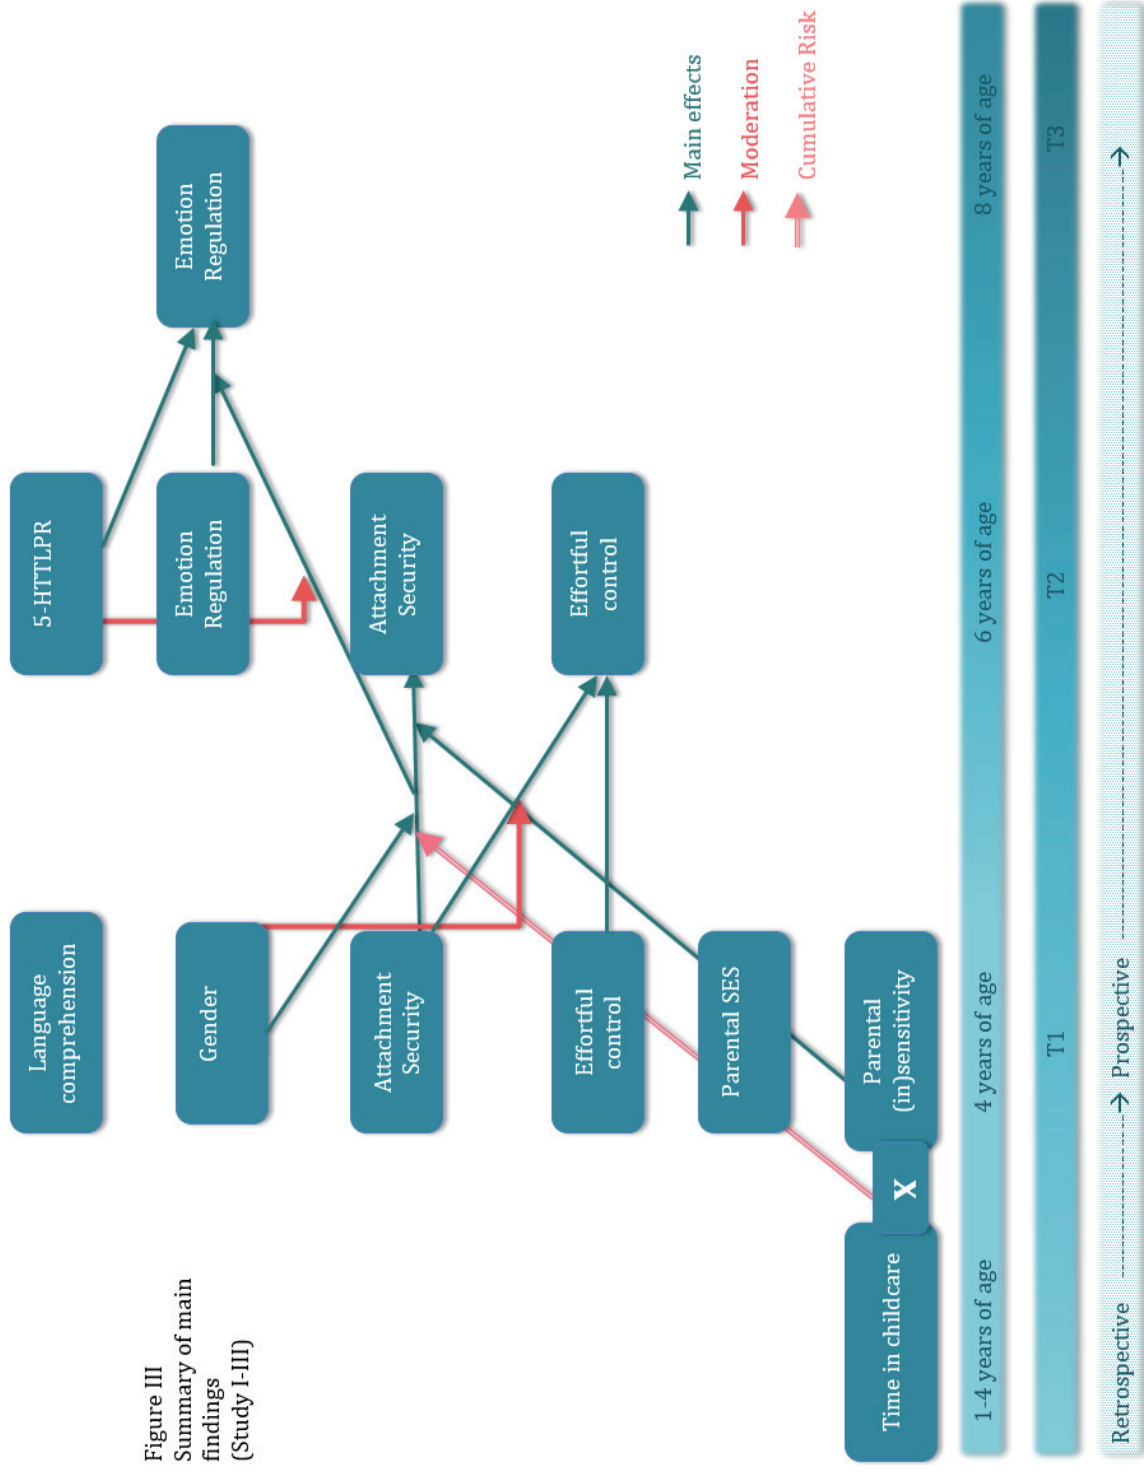 Figure III
Summary of main
findings
(Study I-III)
Language
comprehension
5-HTTLPR
Gender
Emotion
Regulation
Emotion
Regulation
Attachment
Security
Attachment
Security
Effortful
control
Effortful
control
Parental SES
Time in childcare
X
Parental
(in)sensitivity
Main effects
Moderation
Cumulative Risk
1-4 years of age
4 years of age
6 years of age
8 years of age
T1
T2
T3
Retrospective
Prospective